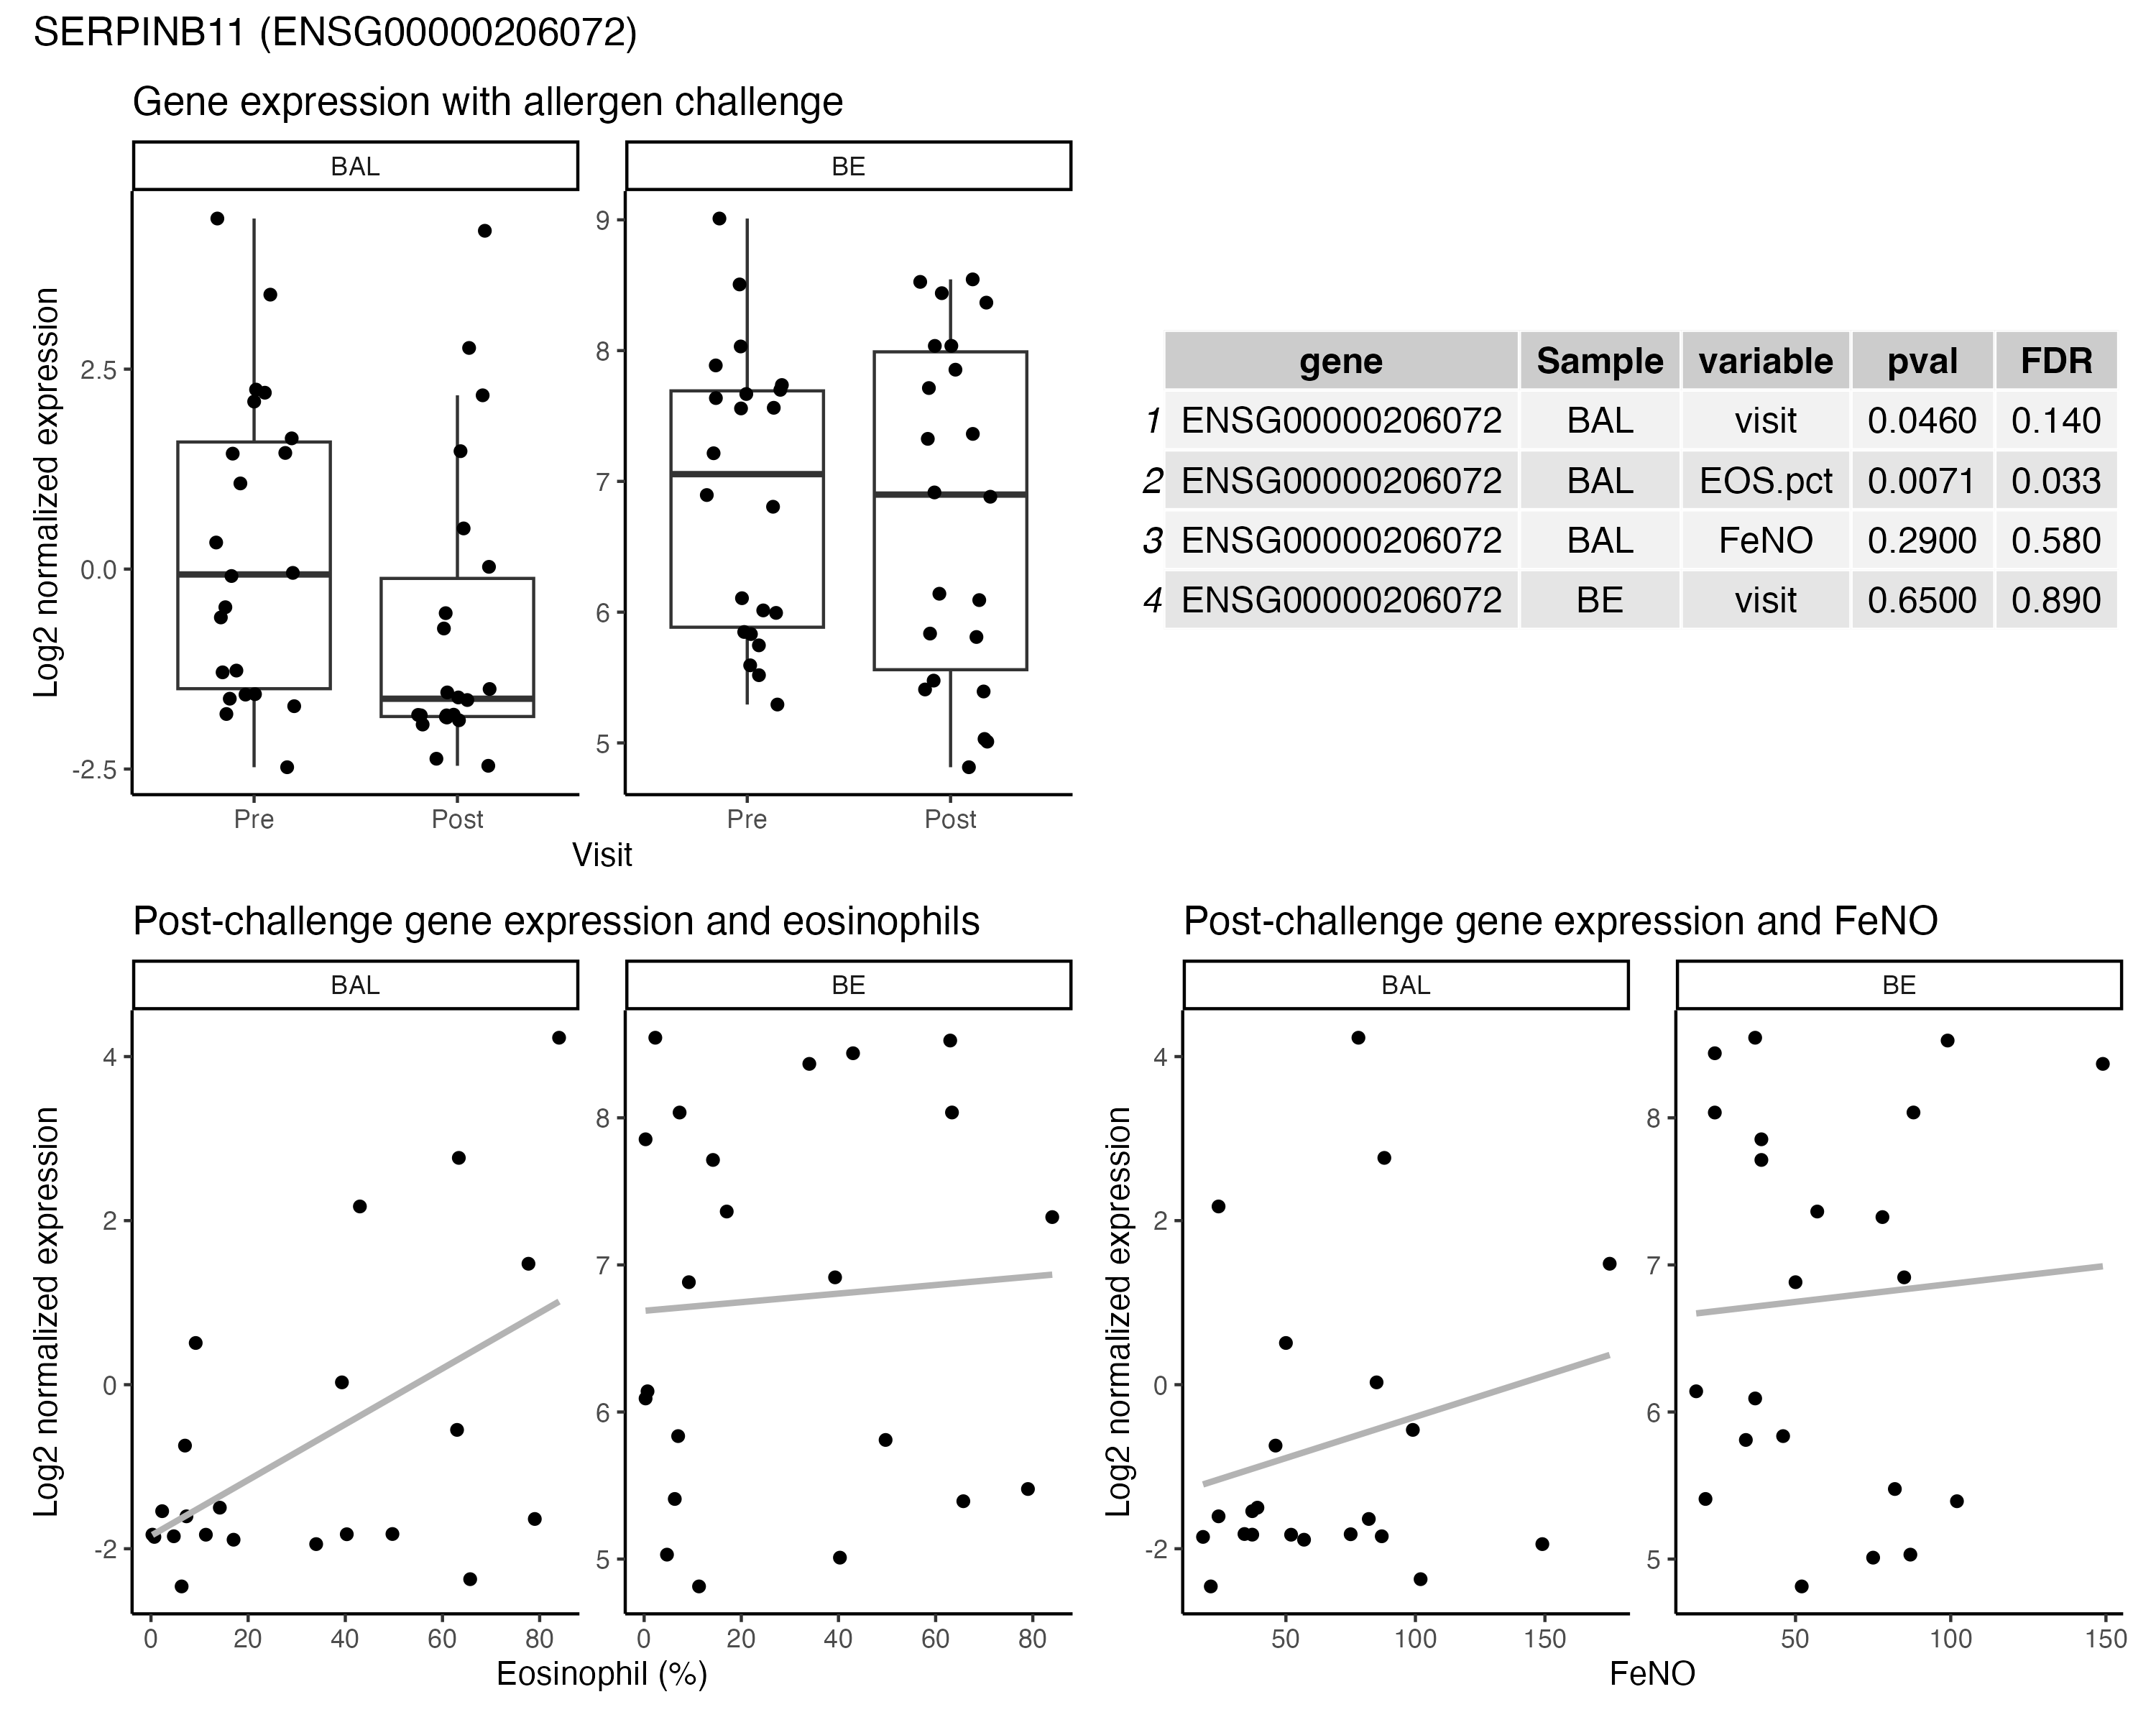 SERPINB11 (ENSG00000206072)
Gene expression with allergen challenge
BAL
BE
Log2 normalized expression
2.5
0.0
-2.5
9
8
7
6
5
Pre
Post
Pre
Post
Visit
gene Sample variable pval FDR
1 ENSG00000206072 BAL visit 0.0460 0.140
2 ENSG00000206072 BAL EOS.pct 0.0071 0.033
3 ENSG00000206072 BAL FeNO 0.2900 0.580
4 ENSG00000206072 BE visit 0.6500 0.890
Post-challenge gene expression and eosinophils
BAL
BE
Log2 normalized expression
4
2
0
-2
8
7
6
5
0 20 40 60 80
0 20 40 60 80
Eosinophil (%)
Post-challenge gene expression and FeNO
BAL
BE
Log2 normalized expression
4
2
0
-2
8
7
6
5
50 100 150
50 100 150
FeNO